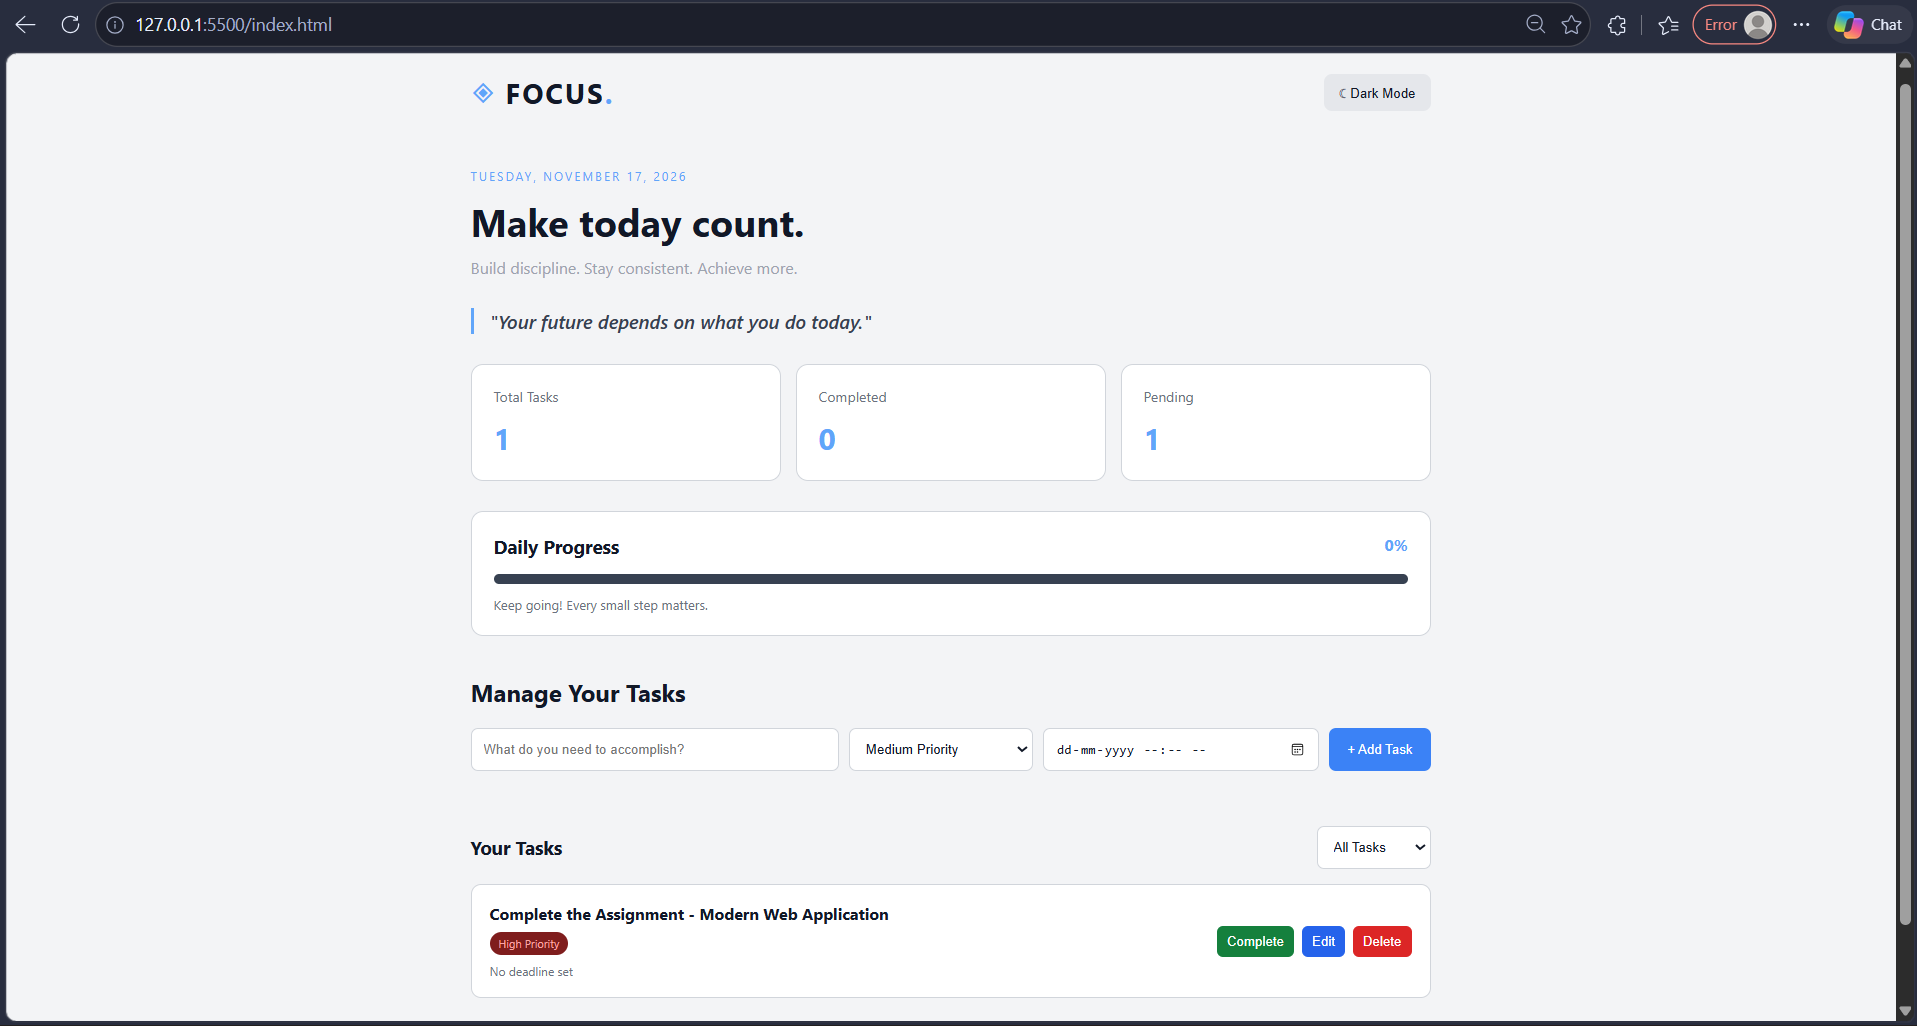 127.0.0.1:5500/index.html
Error
Chat
FOCUS.
☾ Dark Mode
TUESDAY, NOVEMBER 17, 2026
Make today count.
Build discipline. Stay consistent. Achieve more.
"Your future depends on what you do today."
Total Tasks
1
Completed
0
Pending
1
Daily Progress
0%
Keep going! Every small step matters.
Manage Your Tasks
What do you need to accomplish?
Medium Priority
dd-mm-yyyy --:-- --
+ Add Task
Your Tasks
All Tasks
Complete the Assignment - Modern Web Application
High Priority
No deadline set
Complete
Edit
Delete